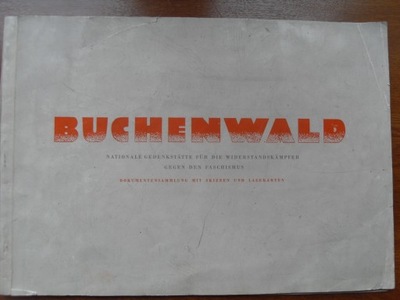 BUCHENWALD
NATIONALE GEDENKSTÄTTE FÜR DIE WIDERSTANDSKÄMPFER
GEGEN DEN FASCHISMUS
DOKUMENTENSAMMLUNG MIT SKIZZEN UND LAGEKARTEN